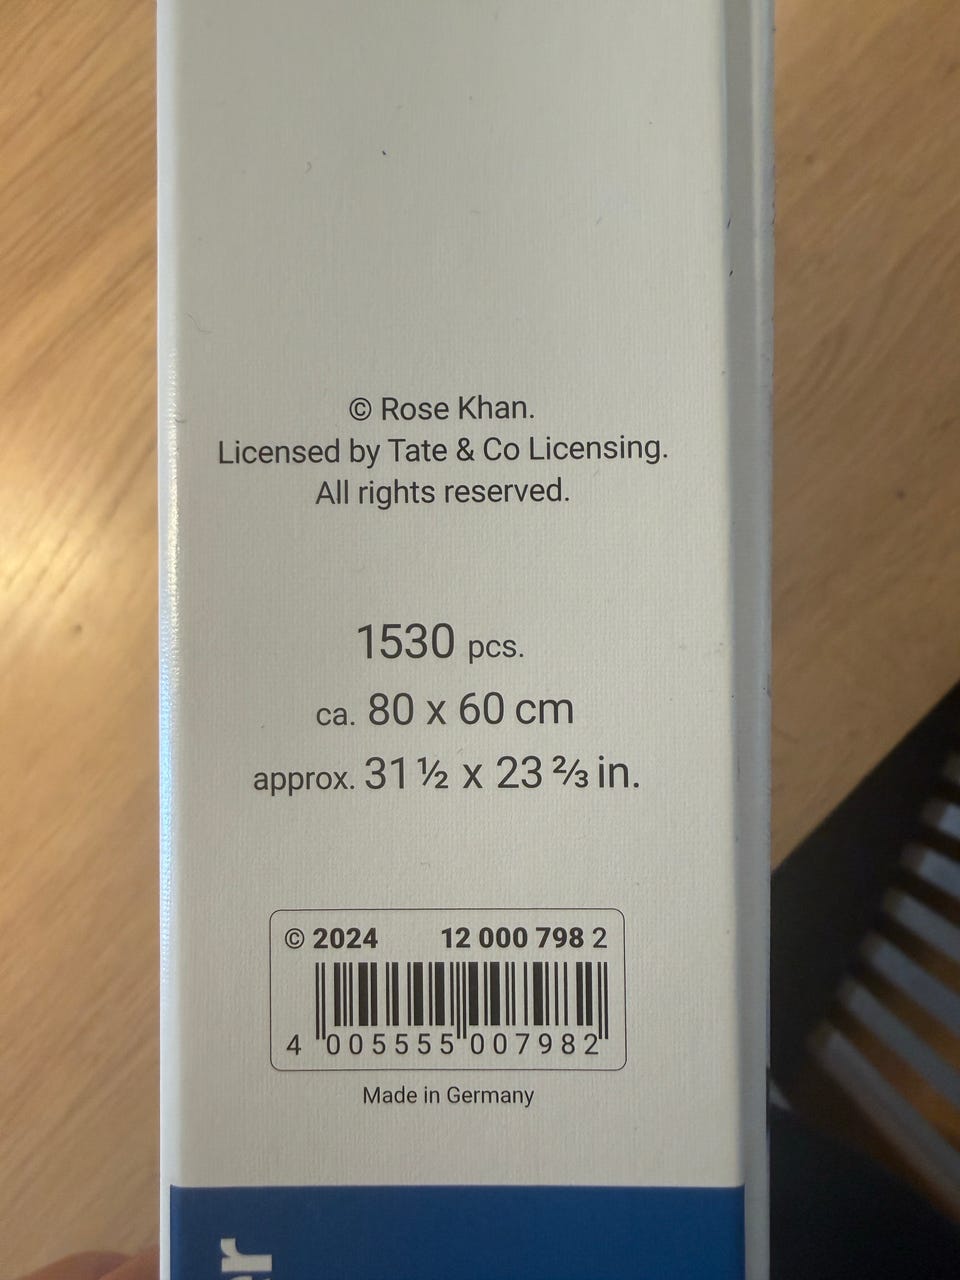 © Rose Khan.
Licensed by Tate & Co Licensing.
All rights reserved.
1530 pcs.
ca. 80 x 60 cm
approx. 31 ½ x 23 ⅔ in.
© 2024 12 000 798 2
4 005555 007982
Made in Germany
er